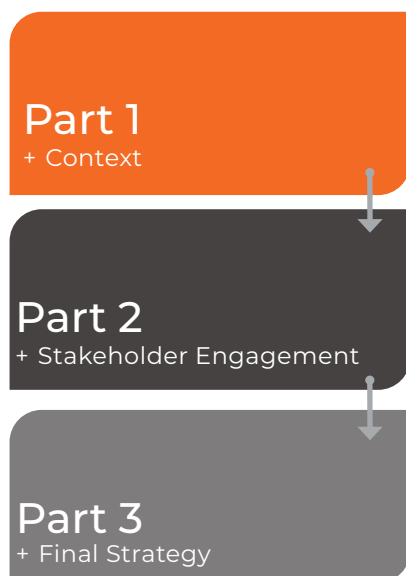 Part 1
+ Context
Part 2
+ Stakeholder Engagement
Part 3
+ Final Strategy